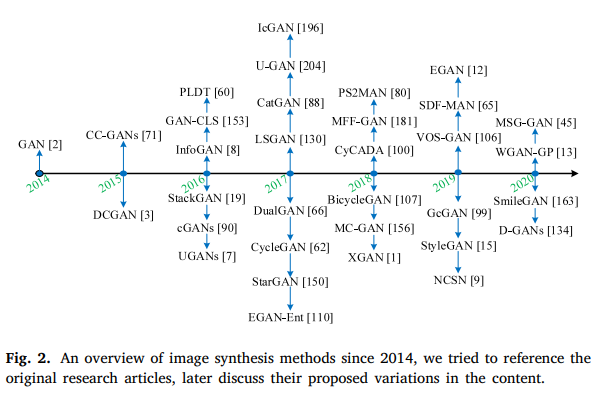 IcGAN [196]
U-GAN [204]
EGAN [12]
PLDT [60]
PS2MAN [80]
CatGAN [88]
SDF-MAN [65]
GAN-CLS [153]
MFF-GAN [181]
MSG-GAN [45]
CC-GANs [71]
LSGAN [130]
VOS-GAN [106]
GAN [2]
InfoGAN [8]
CyCADA [100]
WGAN-GP [13]
2014
2015
2016
2017
2018
2019
2020
StackGAN [19]
BicycleGAN [107]
SmileGAN [163]
DCGAN [3]
DualGAN [66]
GcGAN [99]
cGANs [90]
MC-GAN [156]
D-GANs [134]
CycleGAN [62]
StyleGAN [15]
UGANs [7]
XGAN [1]
StarGAN [150]
NCSN [9]
EGAN-Ent [110]
Fig. 2. An overview of image synthesis methods since 2014, we tried to reference the
original research articles, later discuss their proposed variations in the content.